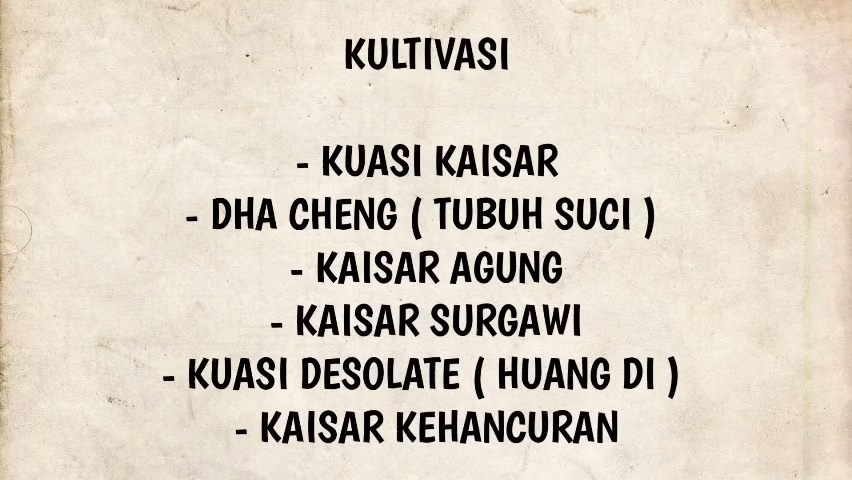 KULTIVASI
- KUASI KAISAR
- DHA CHENG ( TUBUH SUCI )
- KAISAR AGUNG
- KAISAR SURGAWI
- KUASI DESOLATE ( HUANG DI )
- KAISAR KEHANCURAN